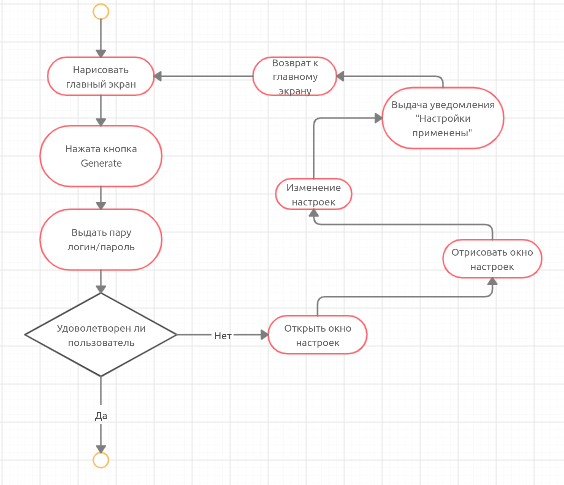 Нарисовать
главный экран
Возврат к
главному
экрану
Выдача уведомления
"Настройки
применены"
Нажата кнопка
Generate
Изменение
настроек
Выдать пару
логин/пароль
Отрисовать окно
настроек
Удоволетворен ли
пользователь
Нет
Открыть окно
настроек
Да